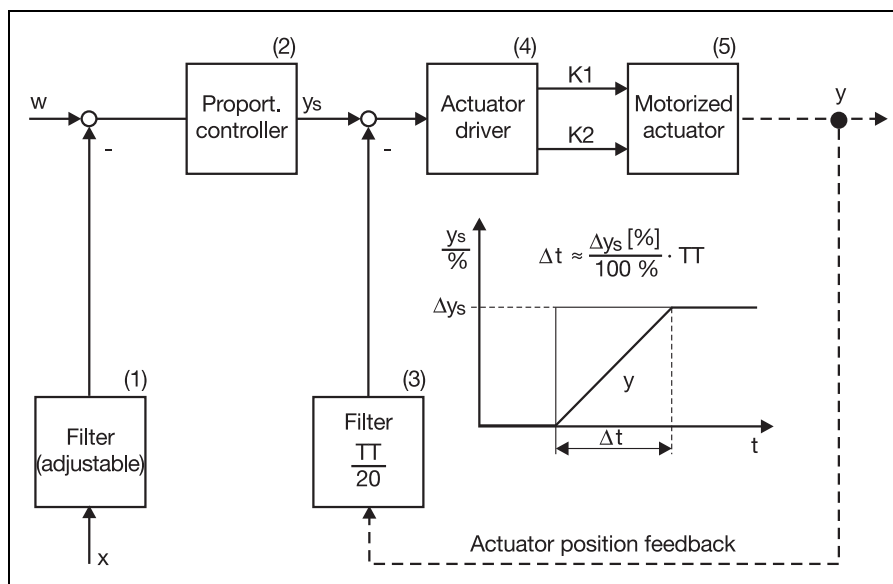 (2)
(4)
(5)
w
-
Proport.
controller
ys
-
Actuator
driver
K1
K2
Motorized
actuator
y
ys
%
Δt ≈ Δys [%] / 100 % · TT
Δys
y
Δt
t
(1)
Filter
(adjustable)
x
(3)
Filter
TT
20
Actuator position feedback